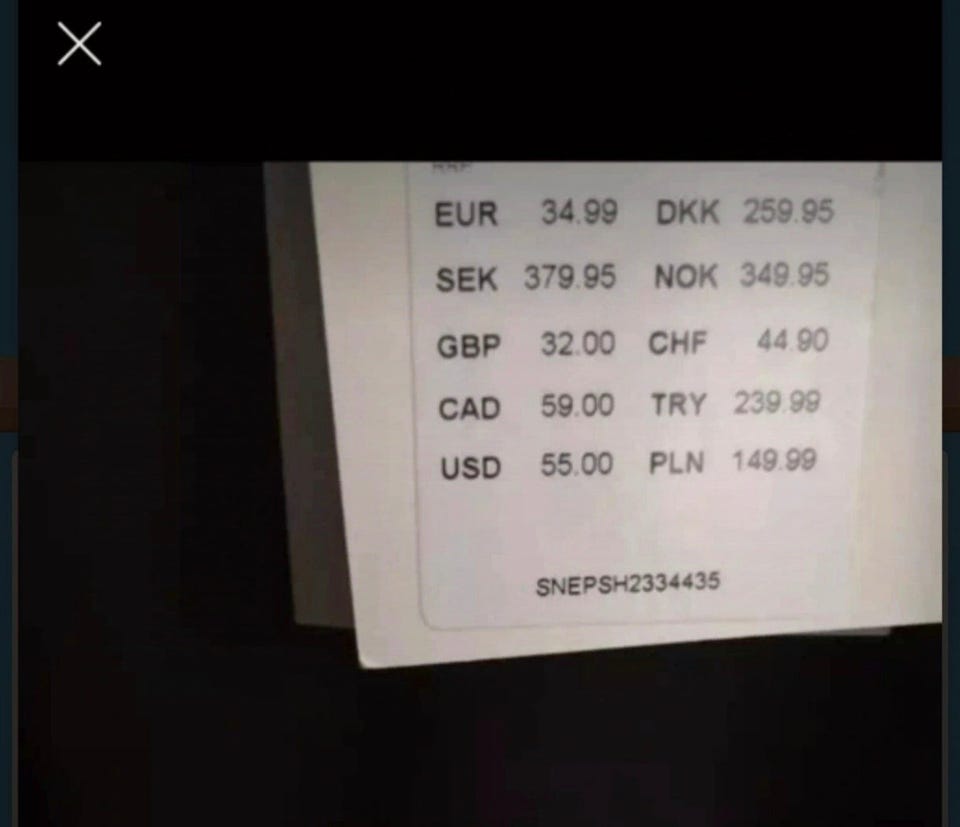 RRP
EUR 34.99 DKK 259.95
SEK 379.95 NOK 349.95
GBP 32.00 CHF 44.90
CAD 59.00 TRY 239.99
USD 55.00 PLN 149.99
SNEPSH2334435